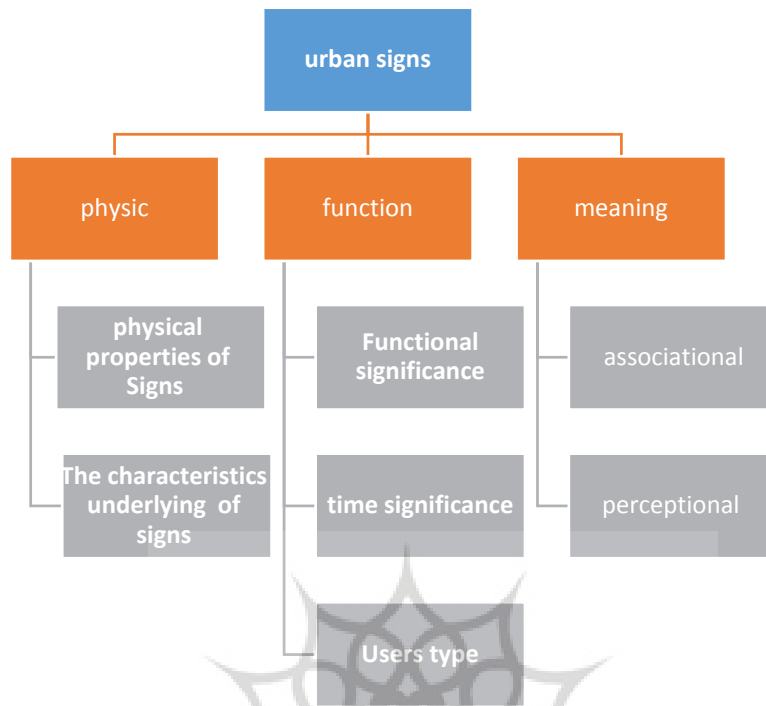 urban signs
physic
function
meaning
physical
properties of
Signs
Functional
significance
associational
The characteristics
underlying of
signs
time significance
perceptional
Users type